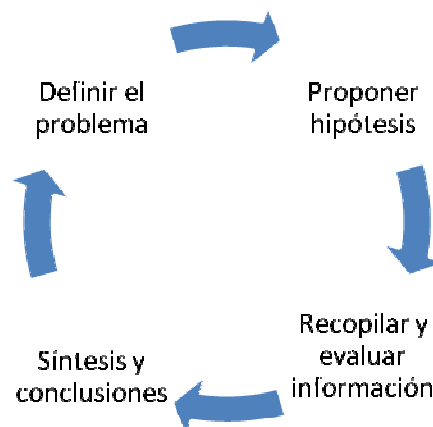 Definir el
problema
Proponer
hipótesis
Recopilar y
evaluar
información
Síntesis y
conclusiones